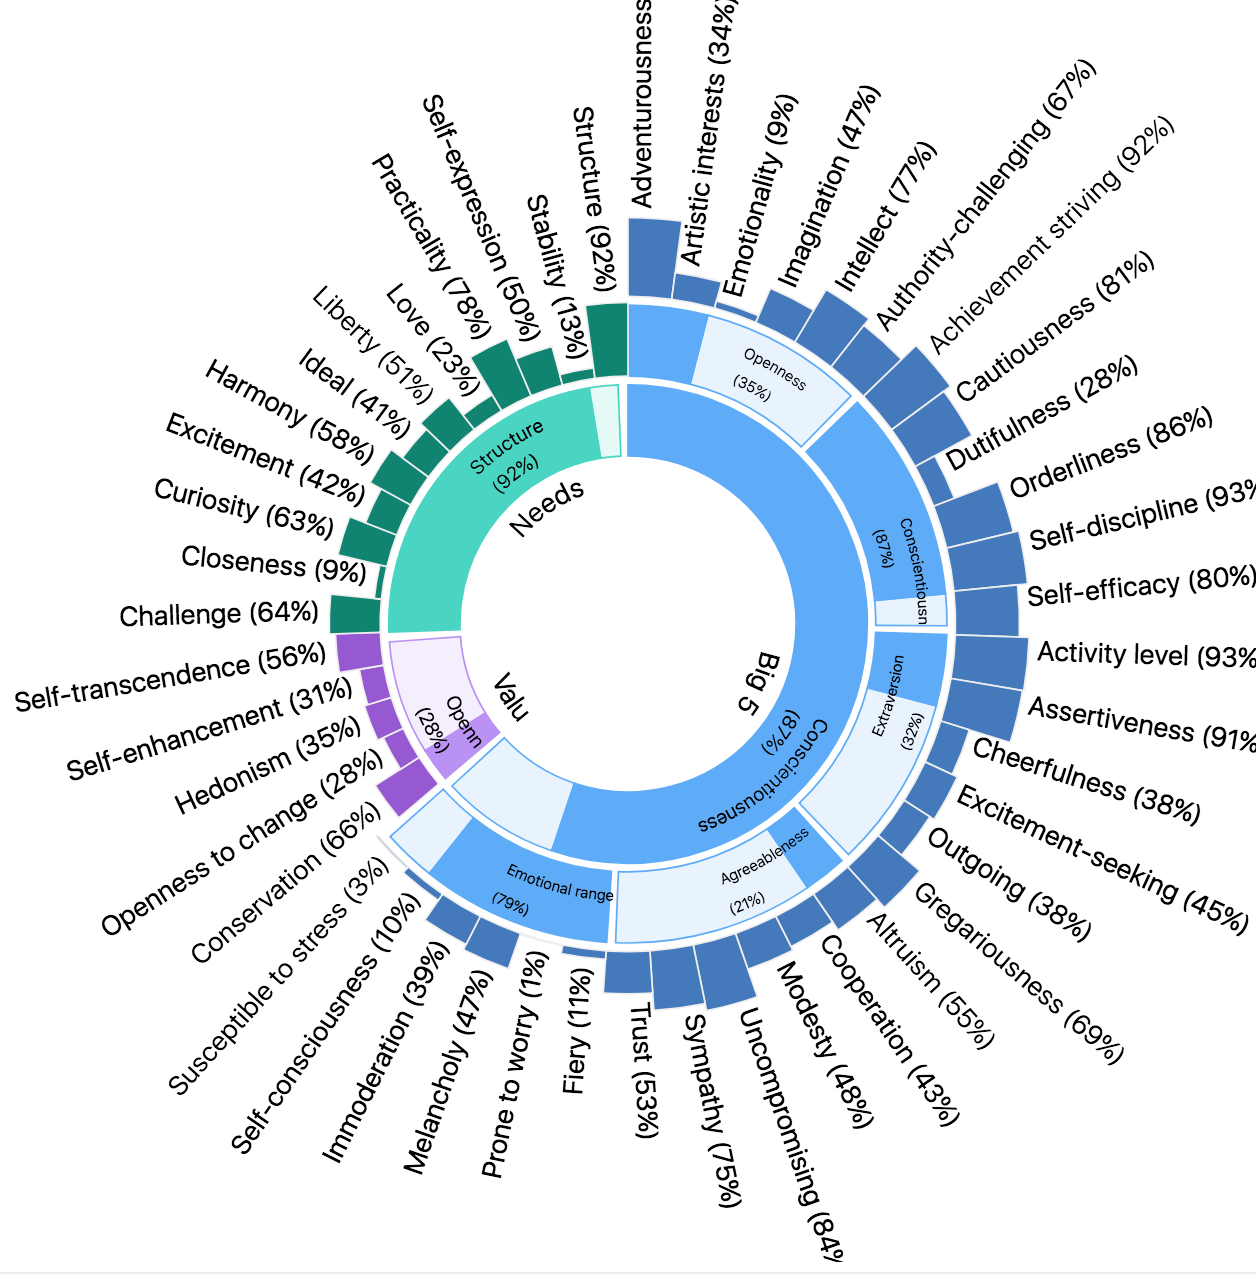 Adventurousness
Artistic interests (34%)
Emotionality (9%)
Imagination (47%)
Intellect (77%)
Authority-challenging (67%)
Achievement striving (92%)
Cautiousness (81%)
Dutifulness (28%)
Orderliness (86%)
Self-discipline (93%
Self-efficacy (80%)
Activity level (93%
Assertiveness (91%
Cheerfulness (38%)
Excitement-seeking (45%)
Outgoing (38%)
Gregariousness (69%)
Altruism (55%)
Cooperation (43%)
Modesty (48%)
Uncompromising (84%
Sympathy (75%)
Trust (53%)
Fiery (11%)
Prone to worry (1%)
Melancholy (47%)
Immoderation (39%)
Self-consciousness (10%)
Susceptible to stress (3%)
Conservation (66%)
Openness to change (28%)
Hedonism (35%)
Self-enhancement (31%)
Self-transcendence (56%)
Challenge (64%)
Closeness (9%)
Curiosity (63%)
Excitement (42%)
Harmony (58%)
Ideal (41%)
Liberty (51%)
Love (23%)
Practicality (78%)
Self-expression (50%)
Stability (13%)
Structure (92%)
Openness
(35%)
Conscientiousn
(87%)
Extraversion
(32%)
Agreeableness
(21%)
Emotional range
(79%)
Openn
(28%)
Structure
(92%)
Conscientiousness
(87%)
Needs
Valu
Big 5